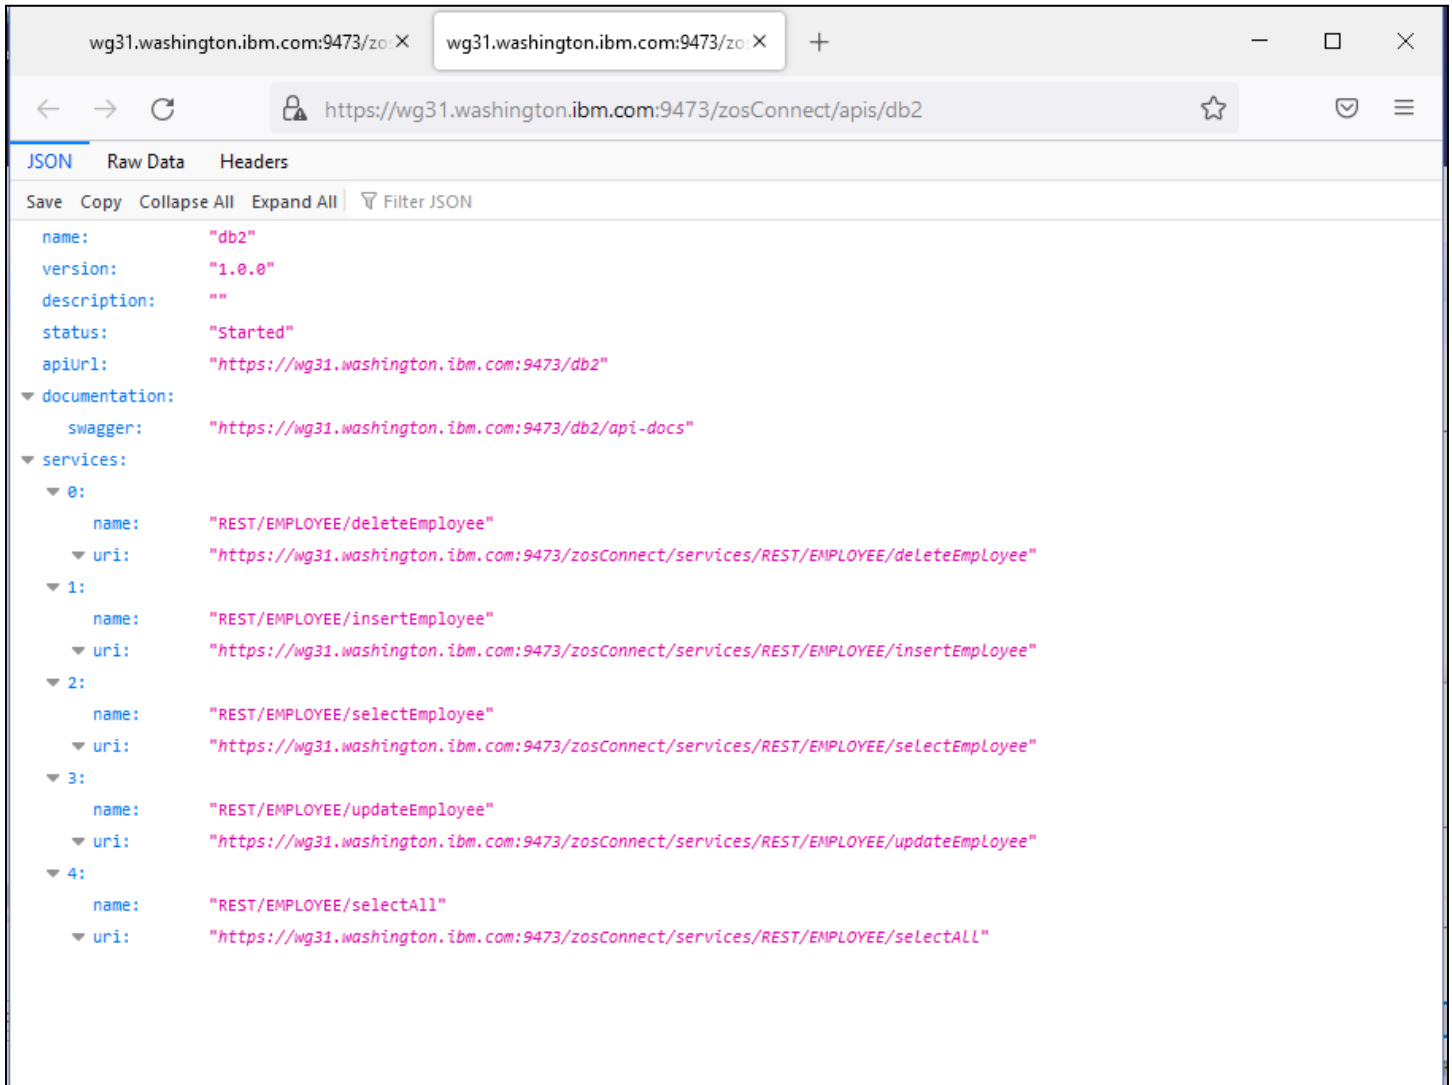 wg31.washington.ibm.com:9473/zo
wg31.washington.ibm.com:9473/zo
https://wg31.washington.ibm.com:9473/zosConnect/apis/db2
JSON Raw Data Headers
Save Copy Collapse All Expand All Filter JSON
name: "db2"
version: "1.0.0"
description: ""
status: "Started"
apiUrl: "https://wg31.washington.ibm.com:9473/db2"
documentation:
swagger: "https://wg31.washington.ibm.com:9473/db2/api-docs"
services:
0:
name: "REST/EMPLOYEE/deleteEmployee"
uri: "https://wg31.washington.ibm.com:9473/zosConnect/services/REST/EMPLOYEE/deleteEmployee"
1:
name: "REST/EMPLOYEE/insertEmployee"
uri: "https://wg31.washington.ibm.com:9473/zosConnect/services/REST/EMPLOYEE/insertEmployee"
2:
name: "REST/EMPLOYEE/selectEmployee"
uri: "https://wg31.washington.ibm.com:9473/zosConnect/services/REST/EMPLOYEE/selectEmployee"
3:
name: "REST/EMPLOYEE/updateEmployee"
uri: "https://wg31.washington.ibm.com:9473/zosConnect/services/REST/EMPLOYEE/updateEmployee"
4:
name: "REST/EMPLOYEE/selectAll"
uri: "https://wg31.washington.ibm.com:9473/zosConnect/services/REST/EMPLOYEE/selectAll"